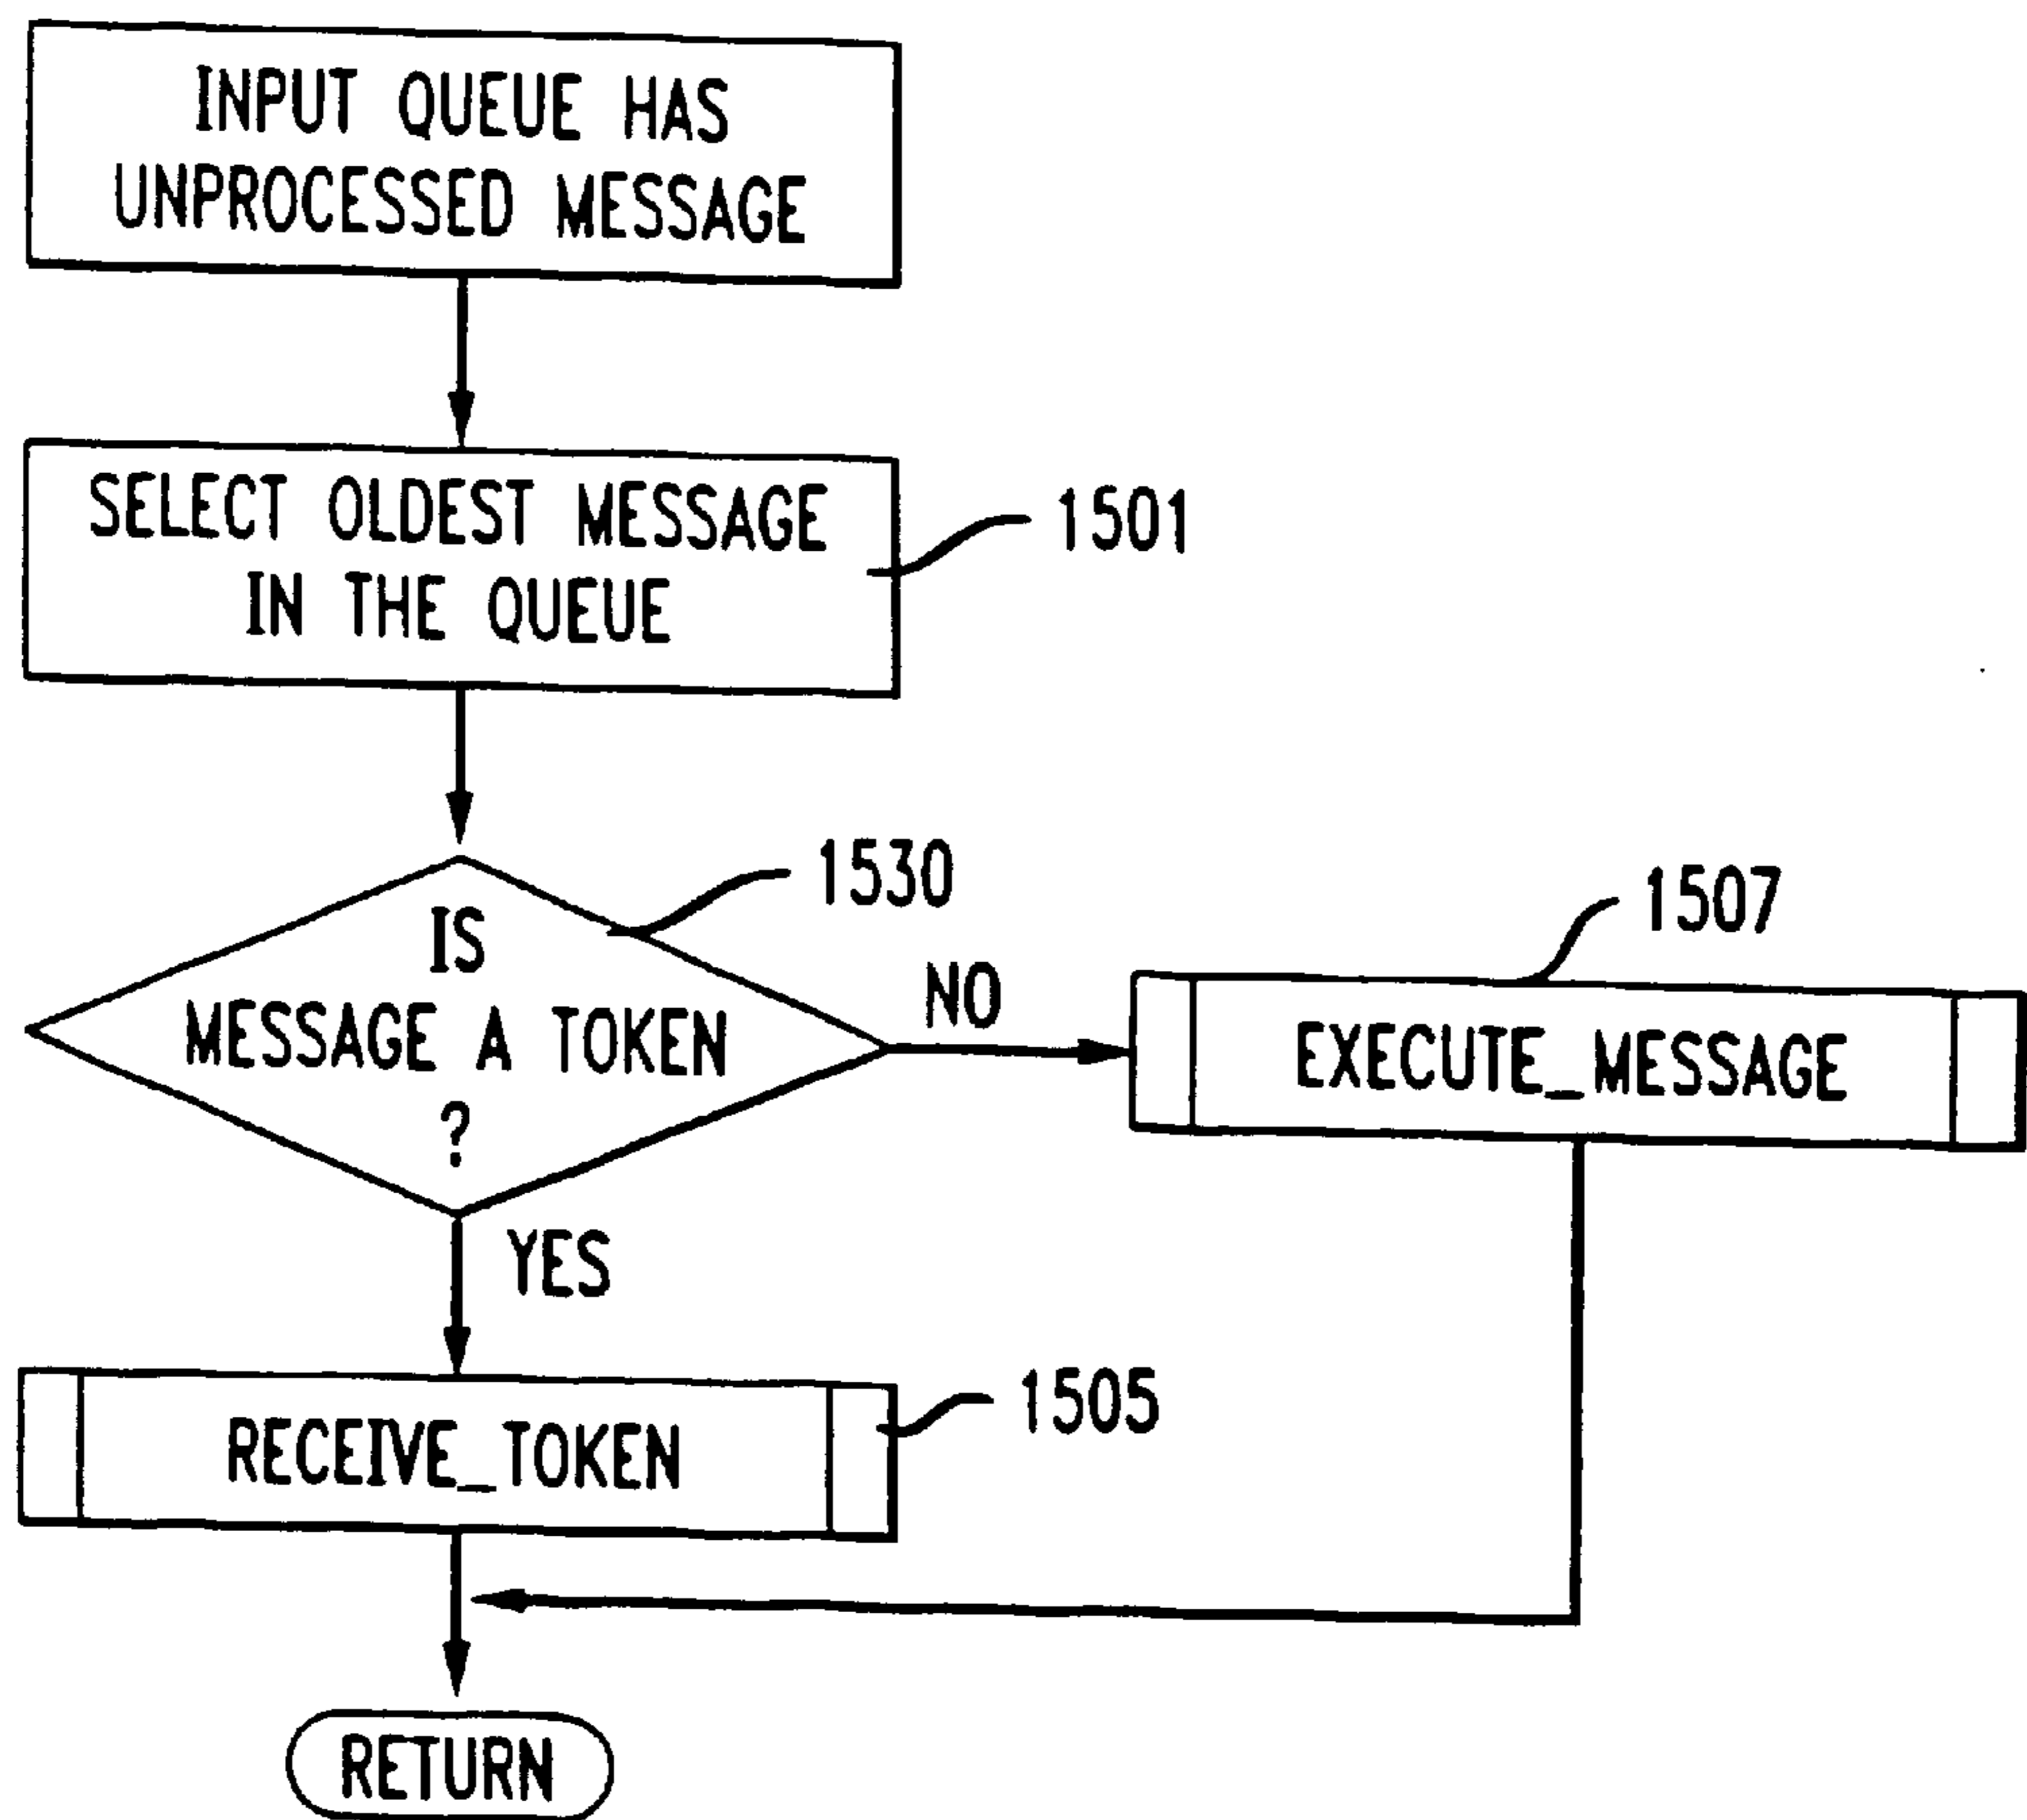 INPUT QUEUE HAS
UNPROCESSED MESSAGE
SELECT OLDEST MESSAGE
IN THE QUEUE
1501
IS
MESSAGE A TOKEN
?
1530
NO
1507
EXECUTE_MESSAGE
YES
RECEIVE_TOKEN
1505
RETURN